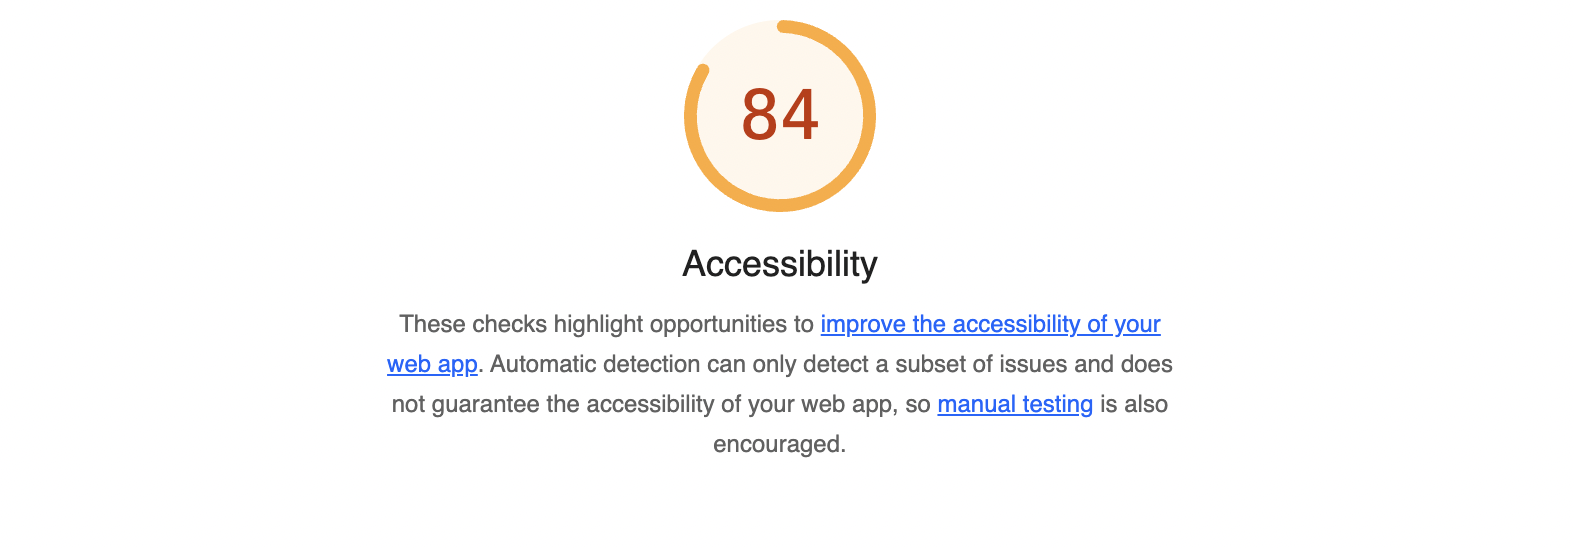 84
Accessibility
These checks highlight opportunities to improve the accessibility of your
web app. Automatic detection can only detect a subset of issues and does
not guarantee the accessibility of your web app, so manual testing is also
encouraged.